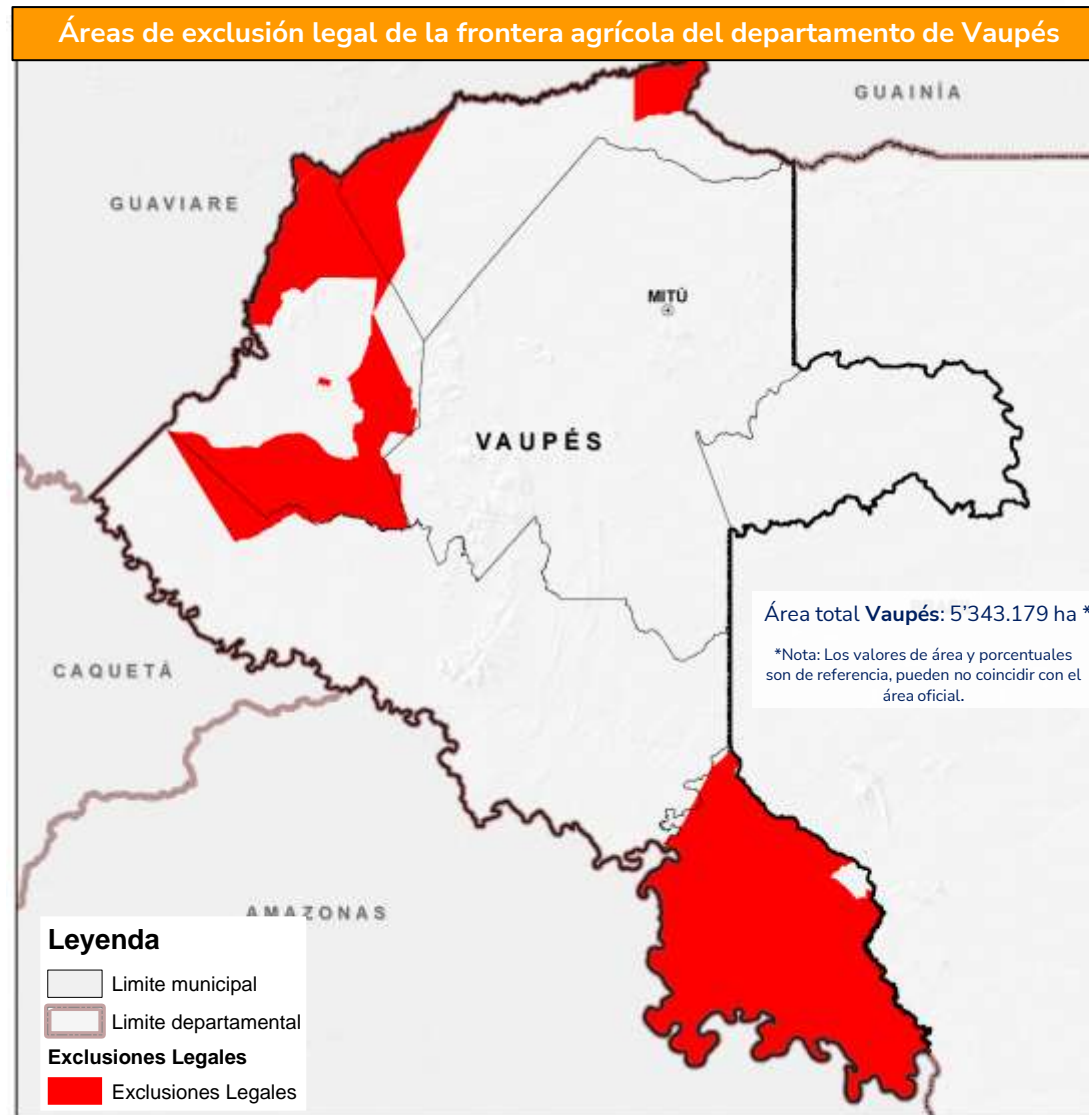 Áreas de exclusión legal de la frontera agrícola del departamento de Vaupés
GUAINÍA
GUAVIARE
MITÚ
VAUPÉS
Área total Vaupés: 5’343.179 ha *
*Nota: Los valores de área y porcentuales
son de referencia, pueden no coincidir con el
área oficial.
CAQUETÁ
AMAZONAS
Leyenda
Limite municipal
Limite departamental
Exclusiones Legales
Exclusiones Legales